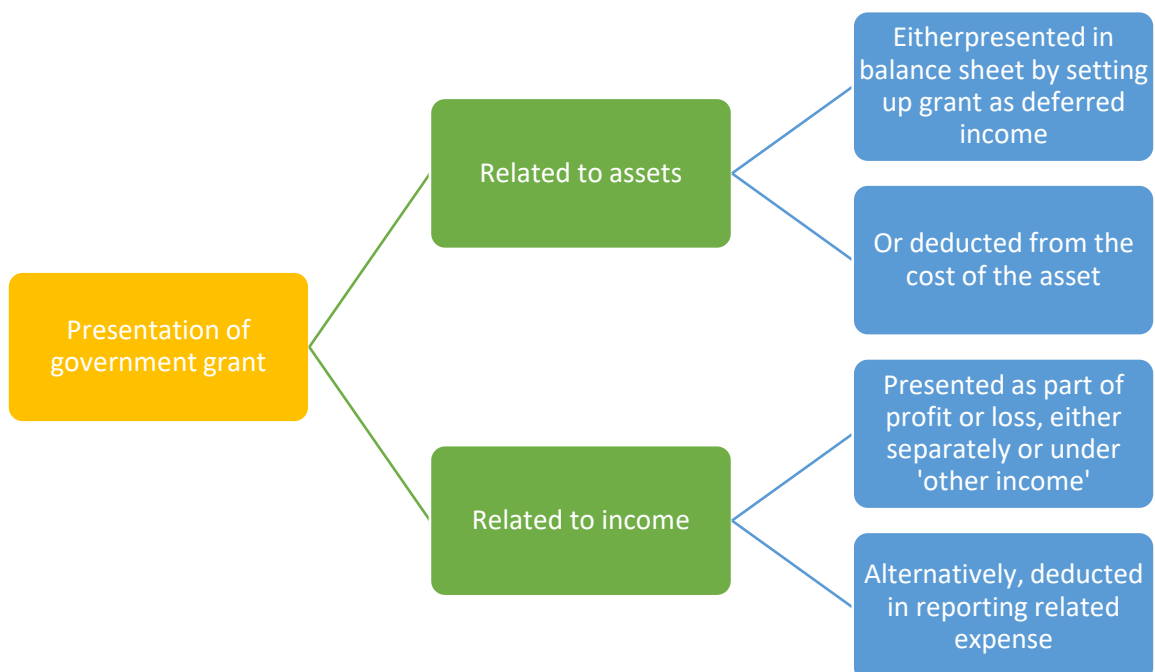 Presentation of
government grant
Related to assets
Eitherpresented in
balance sheet by setting
up grant as deferred
income
Or deducted from the
cost of the asset
Related to income
Presented as part of
profit or loss, either
separately or under
'other income'
Alternatively, deducted
in reporting related
expense